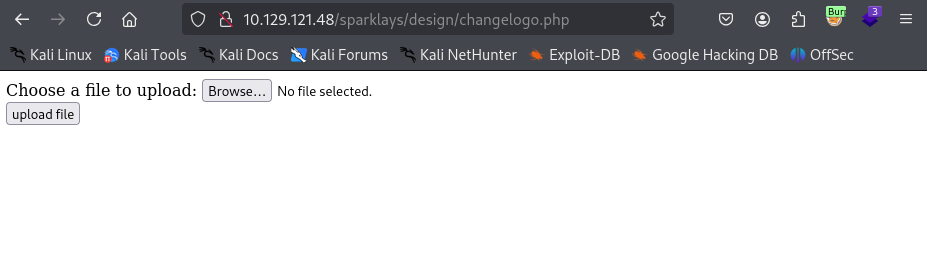 10.129.121.48/sparklays/design/changelogo.php
Burp
3
Kali Linux Kali Tools Kali Docs Kali Forums Kali NetHunter Exploit-DB Google Hacking DB OffSec
Choose a file to upload: Browse... No file selected.
upload file